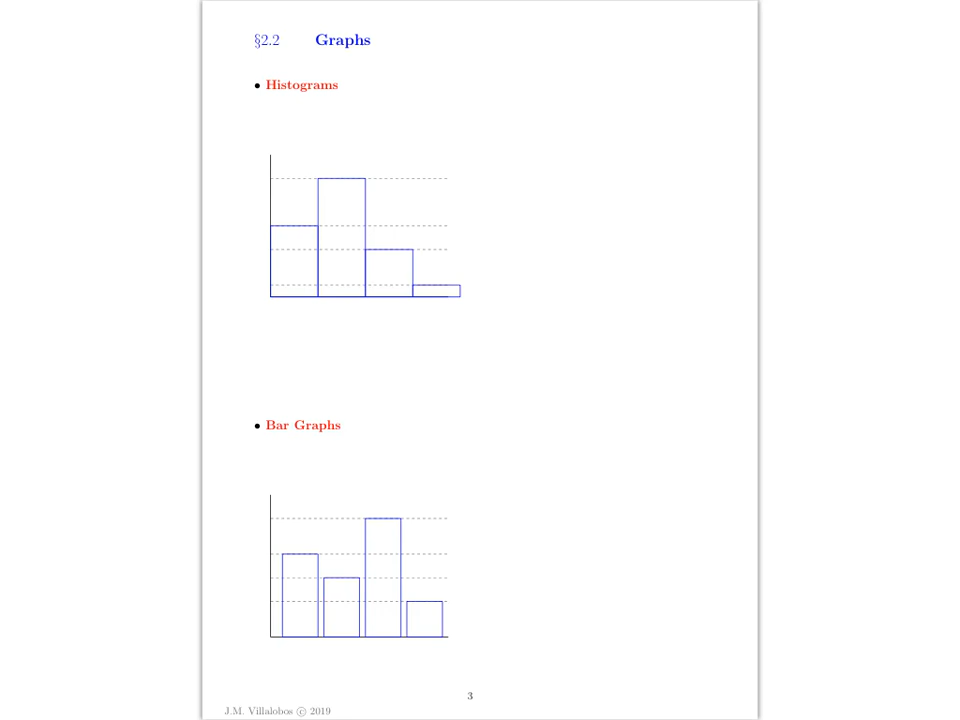 §2.2 Graphs
• Histograms
• Bar Graphs
3
J.M. Villalobos © 2019